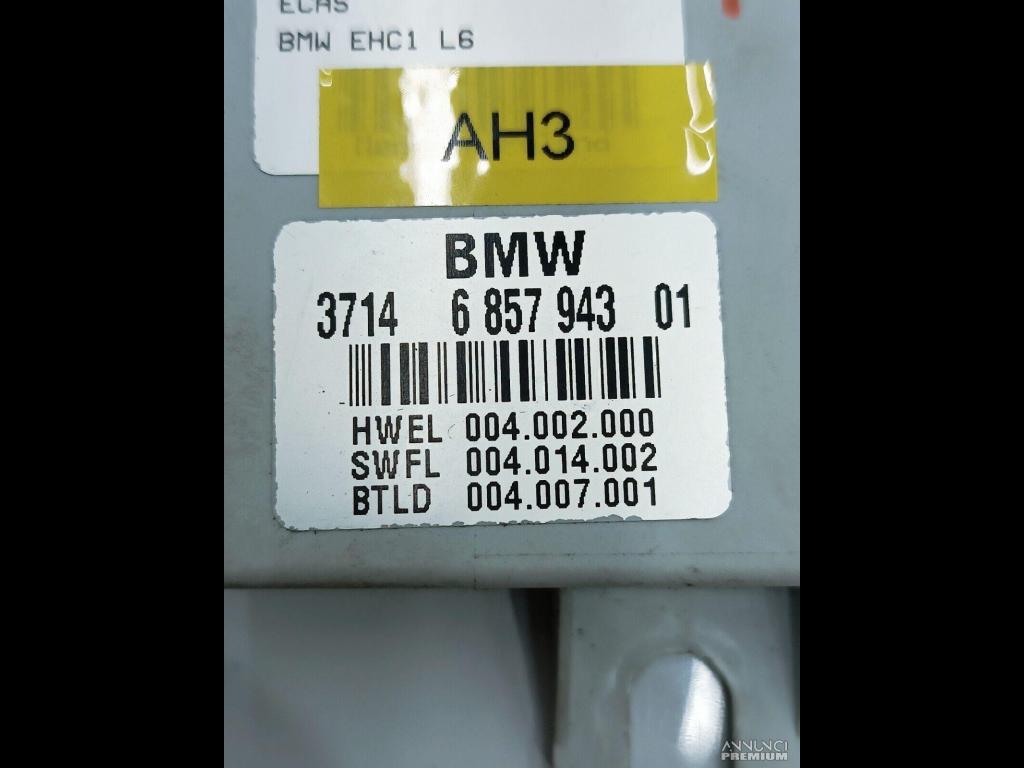 ECAS
BMW EHC1 L6
AH3
BMW
3714 6 857 943 01
HWEL 004.002.000
SWFL 004.014.002
BTLD 004.007.001
ANNUNCI
PREMIUM